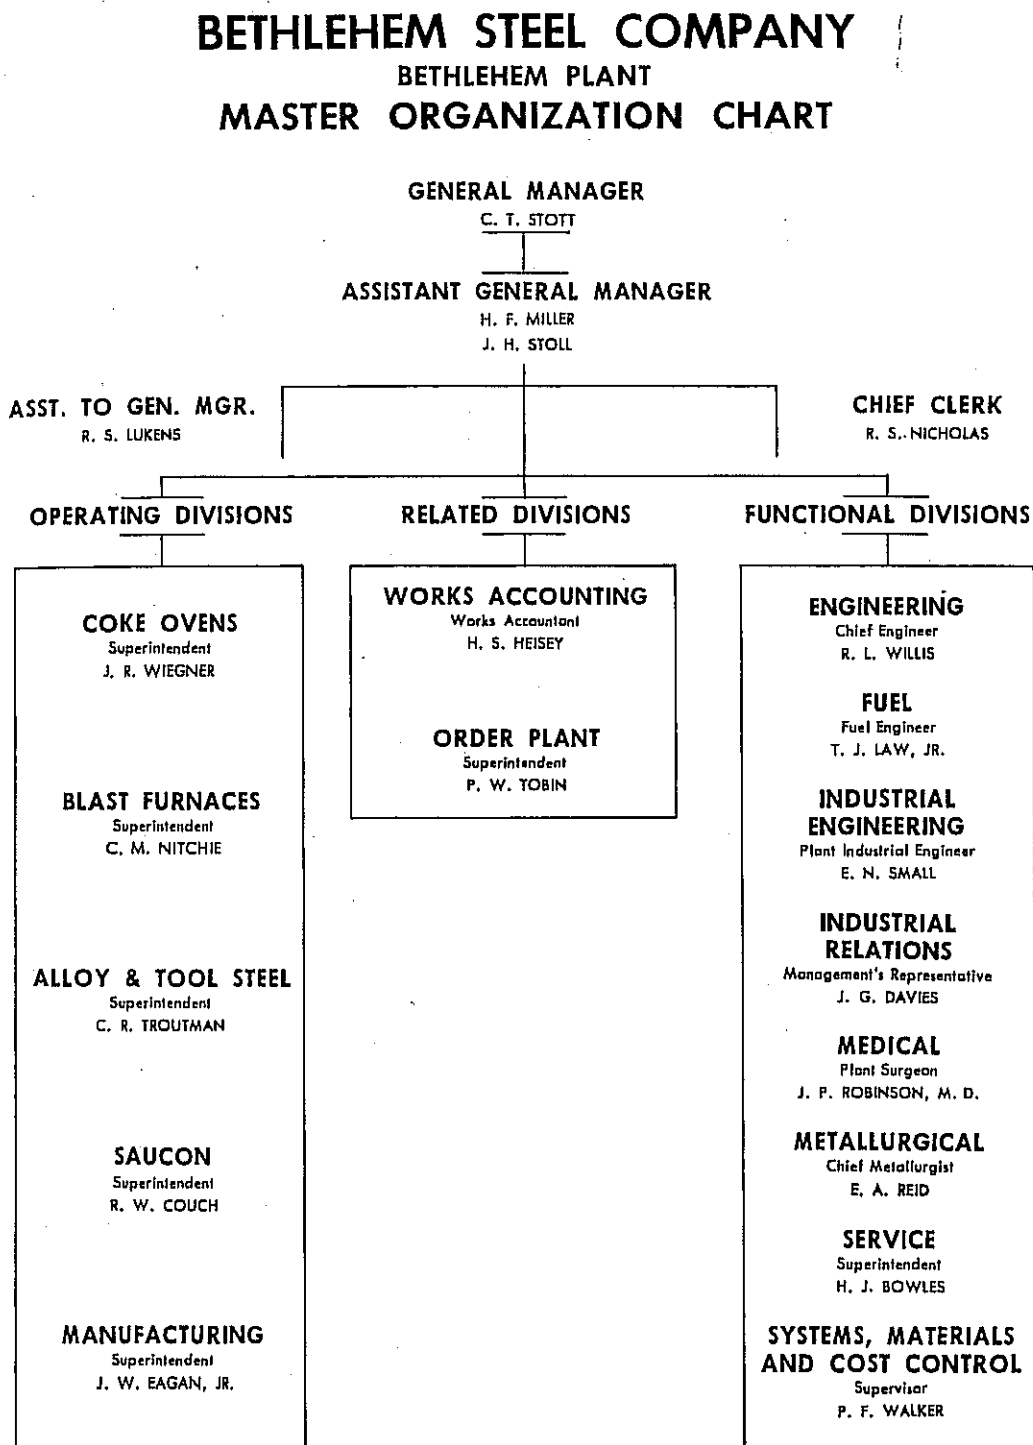 BETHLEHEM STEEL COMPANY
BETHLEHEM PLANT
MASTER ORGANIZATION CHART
GENERAL MANAGER
C. T. STOTT
ASSISTANT GENERAL MANAGER
H. F. MILLER
J. H. STOLL
ASST. TO GEN. MGR.
R. S. LUKENS
CHIEF CLERK
R. S. NICHOLAS
OPERATING DIVISIONS
COKE OVENS
Superintendent
J. R. WIEGNER
BLAST FURNACES
Superintendent
C. M. NITCHIE
ALLOY & TOOL STEEL
Superintendent
C. R. TROUTMAN
SAUCON
Superintendent
R. W. COUCH
MANUFACTURING
Superintendent
J. W. EAGAN, JR.
RELATED DIVISIONS
WORKS ACCOUNTING
Works Accountant
H. S. HEISEY
ORDER PLANT
Superintendent
P. W. TOBIN
FUNCTIONAL DIVISIONS
ENGINEERING
Chief Engineer
R. L. WILLIS
FUEL
Fuel Engineer
T. J. LAW, JR.
INDUSTRIAL
ENGINEERING
Plant Industrial Engineer
E. N. SMALL
INDUSTRIAL
RELATIONS
Management's Representative
J. G. DAVIES
MEDICAL
Plant Surgeon
J. P. ROBINSON, M. D.
METALLURGICAL
Chief Metallurgist
E. A. REID
SERVICE
Superintendent
H. J. BOWLES
SYSTEMS, MATERIALS
AND COST CONTROL
Supervisor
P. F. WALKER